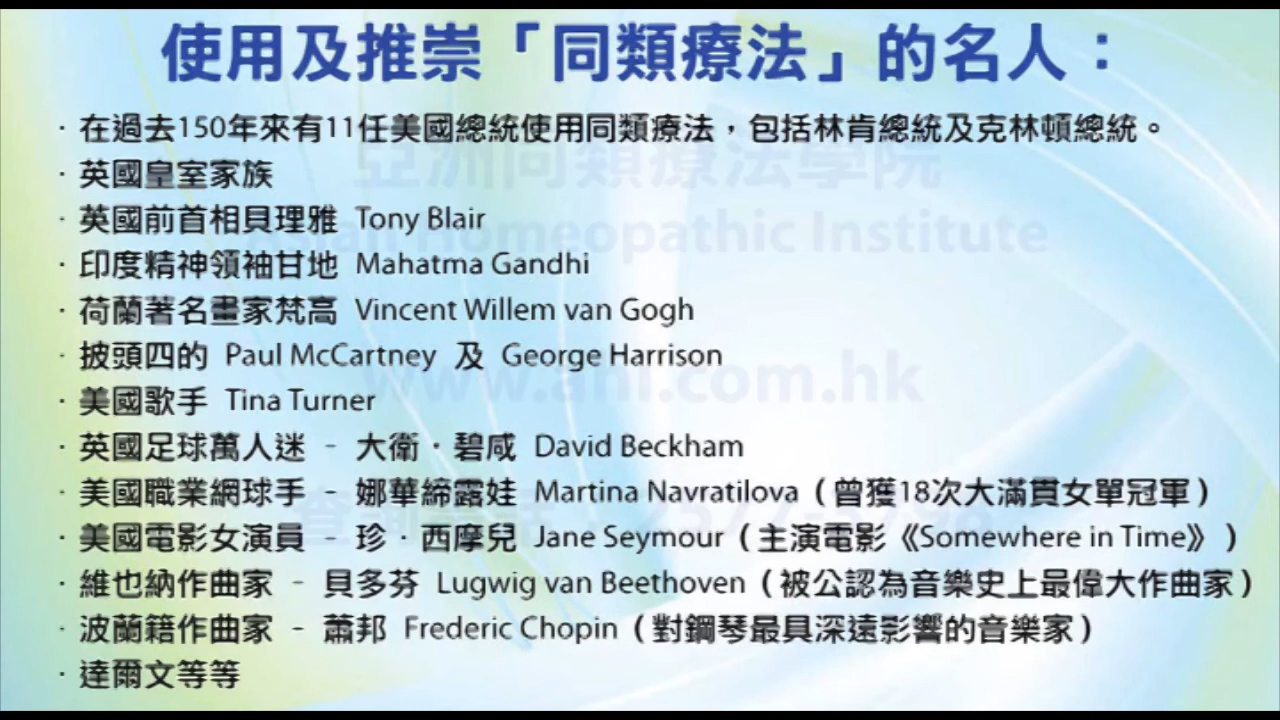 使用及推崇「同類療法」的名人：
· 在過去150年來有11任美國總統使用同類療法，包括林肯總統及克林頓總統。
亞洲同類療法學院
· 英國皇室家族
· 英國前首相貝理雅 Tony Blair
Asian Homeopathic Institute
· 印度精神領袖甘地 Mahatma Gandhi
· 荷蘭著名畫家梵高 Vincent Willem van Gogh
· 披頭四的 Paul McCartney 及 George Harrison
www.ahi.com.hk
· 美國歌手 Tina Turner
· 英國足球萬人迷 - 大衛·碧咸 David Beckham
· 美國職業網球手 - 娜華締露娃 Martina Navratilova（曾獲18次大滿貫女單冠軍）
· 美國電影女演員 - 珍·西摩兒 Jane Seymour（主演電影《Somewhere in Time》）
· 維也納作曲家 - 貝多芬 Lugwig van Beethoven（被公認為音樂史上最偉大作曲家）
· 波蘭籍作曲家 - 蕭邦 Frederic Chopin（對鋼琴最具深遠影響的音樂家）
· 達爾文等等